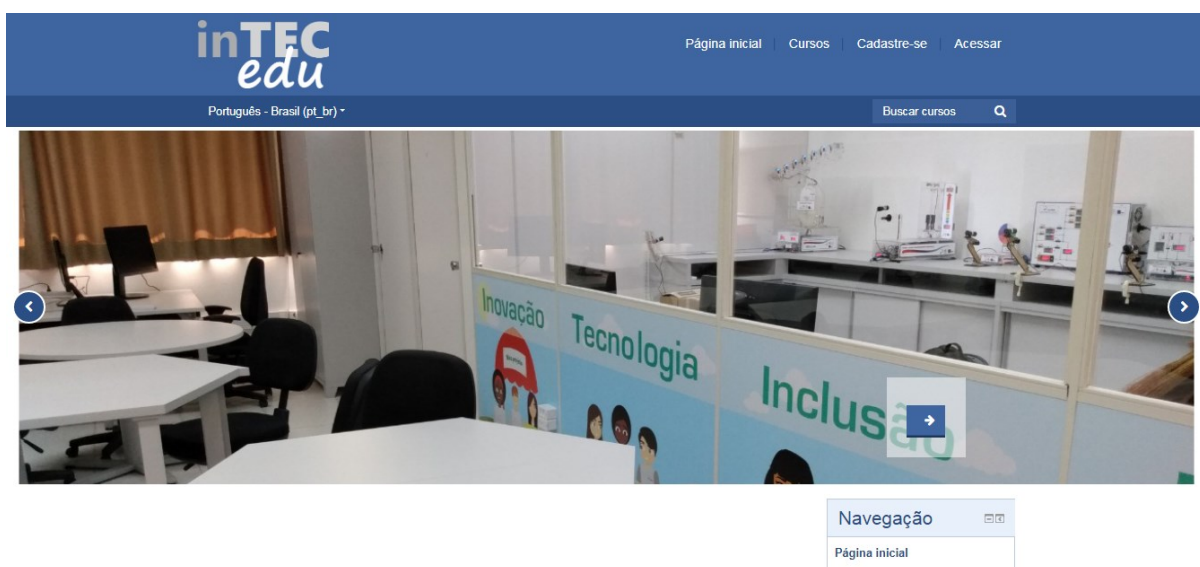 inTEC
edu
Página inicial
Cursos
Cadastre-se
Acessar
Português - Brasil (pt_br)
Buscar cursos
Inovação
Tecnologia
Inclusão
Navegação
Página inicial